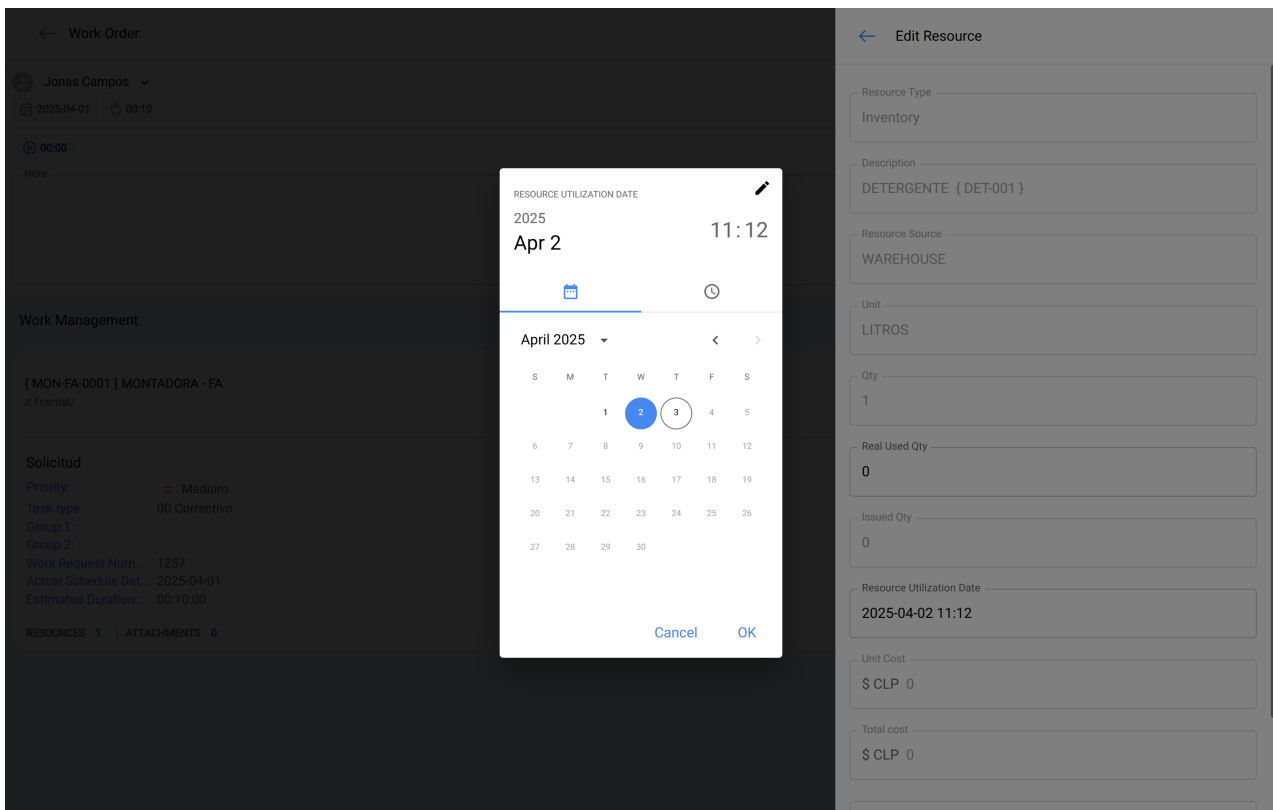 Work Order
Jonas Campos
2025-04-01 00:10
00:00
Note
Work Management
{ MON-FA-0001 } MONTADORA - FA
// Fracttal/
Solicitud
Priority: Medium
Task type: 00 Correctivo
Group 1:
Group 2:
Work Request Num... 1257
Actual Schedule Dat... 2025-04-01
Estimated Duration: 00:10:00
RESOURCES 1 | ATTACHMENTS 0
RESOURCE UTILIZATION DATE
2025
Apr 2
11:12
April 2025
S M T W T F S
1 2 3 4 5
6 7 8 9 10 11 12
13 14 15 16 17 18 19
20 21 22 23 24 25 26
27 28 29 30
Cancel OK
Edit Resource
Resource Type
Inventory
Description
DETERGENTE { DET-001 }
Resource Source
WAREHOUSE
Unit
LITROS
Qty
1
Real Used Qty
0
Issued Qty
0
Resource Utilization Date
2025-04-02 11:12
Unit Cost
$ CLP 0
Total cost
$ CLP 0